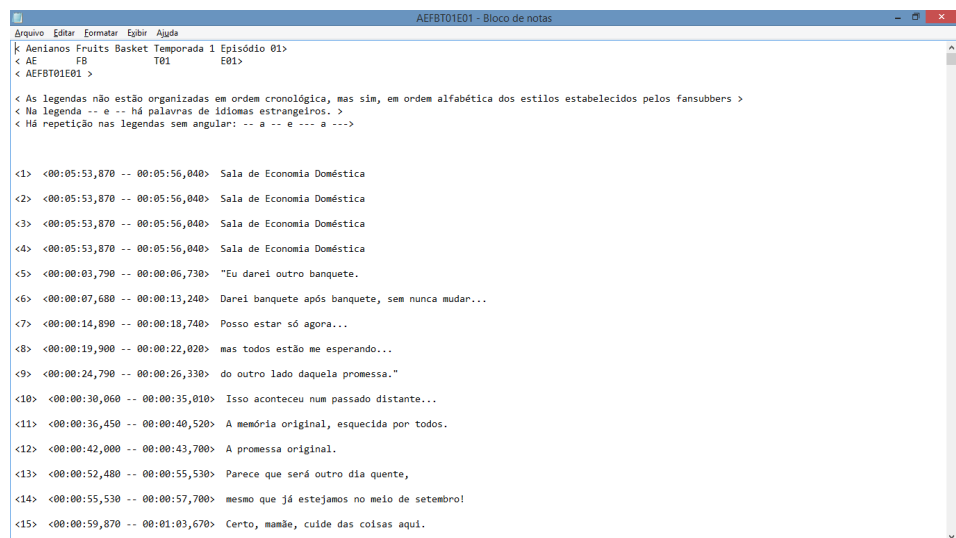 AEFBT01E01 - Bloco de notas
Arquivo Editar Formatar Exibir Ajuda
< Aenianos Fruits Basket Temporada 1 Episódio 01>
< AE FB T01 E01>
< AEFBT01E01 >
< As legendas não estão organizadas em ordem cronológica, mas sim, em ordem alfabética dos estilos estabelecidos pelos fansubbers >
< Na legenda -- e -- há palavras de idiomas estrangeiros. >
< Há repetição nas legendas sem angular: -- a -- e --- a --->
<1> <00:05:53,870 -- 00:05:56,040> Sala de Economia Doméstica
<2> <00:05:53,870 -- 00:05:56,040> Sala de Economia Doméstica
<3> <00:05:53,870 -- 00:05:56,040> Sala de Economia Doméstica
<4> <00:05:53,870 -- 00:05:56,040> Sala de Economia Doméstica
<5> <00:00:03,790 -- 00:00:06,730> "Eu darei outro banquete.
<6> <00:00:07,680 -- 00:00:13,240> Darei banquete após banquete, sem nunca mudar...
<7> <00:00:14,890 -- 00:00:18,740> Posso estar só agora...
<8> <00:00:19,900 -- 00:00:22,020> mas todos estão me esperando...
<9> <00:00:24,790 -- 00:00:26,330> do outro lado daquela promessa."
<10> <00:00:30,060 -- 00:00:35,010> Isso aconteceu num passado distante...
<11> <00:00:36,450 -- 00:00:40,520> A memória original, esquecida por todos.
<12> <00:00:42,000 -- 00:00:43,700> A promessa original.
<13> <00:00:52,480 -- 00:00:55,530> Parece que será outro dia quente,
<14> <00:00:55,530 -- 00:00:57,700> mesmo que já estejamos no meio de setembro!
<15> <00:00:59,870 -- 00:01:03,670> Certo, mamãe, cuide das coisas aqui.